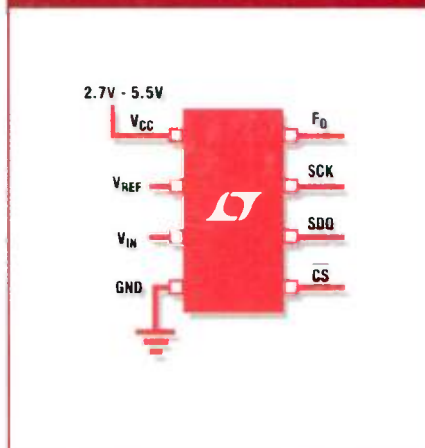 2.7V - 5.5V
VCC
FO
VREF
SCK
VIN
SDO
GND
CS